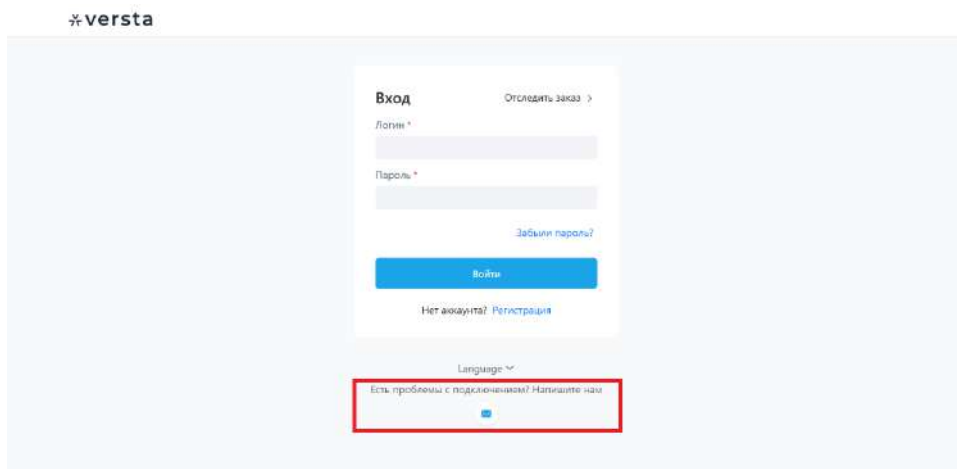 versta
Вход
Отследить заказ >
Логин *
Пароль *
Забыли пароль?
Войти
Нет аккаунта? Регистрация
Language
Есть проблемы с подключением? Напишите нам